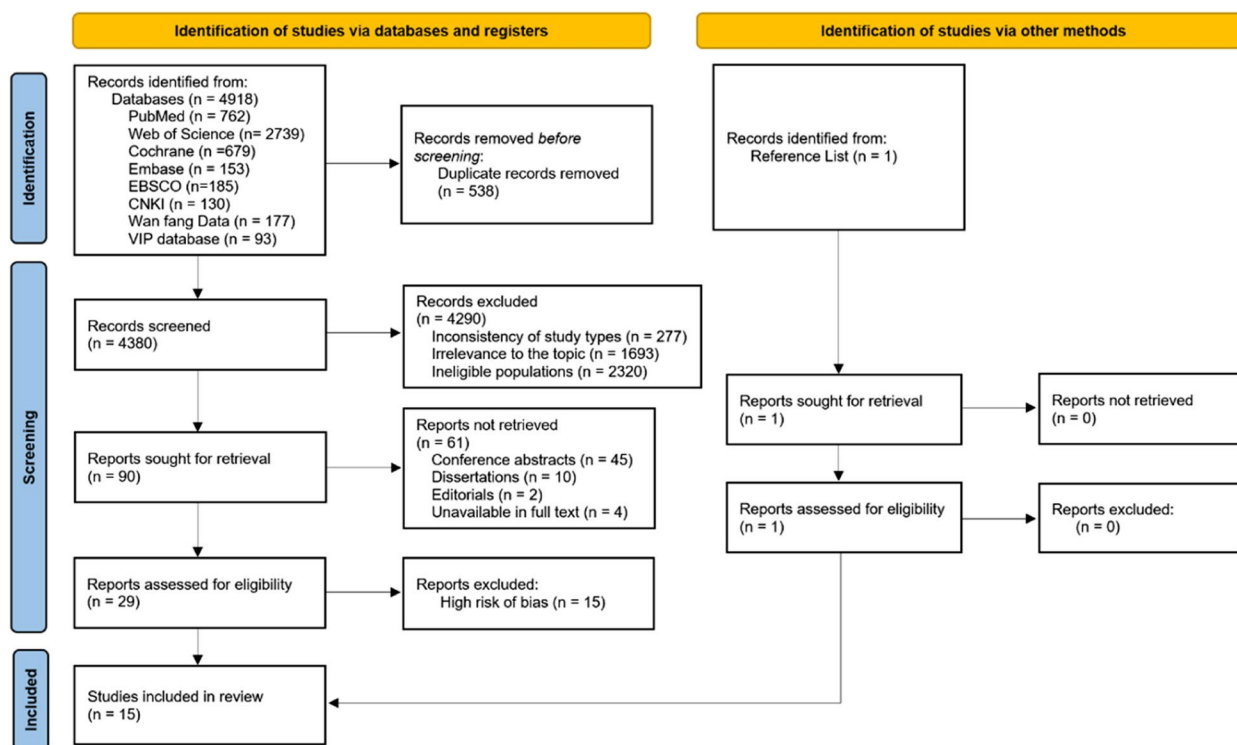 Identification of studies via databases and registers
Identification of studies via other methods
Identification
Records identified from:
Databases (n = 4918)
PubMed (n = 762)
Web of Science (n= 2739)
Cochrane (n =679)
Embase (n = 153)
EBSCO (n=185)
CNKI (n = 130)
Wan fang Data (n = 177)
VIP database (n = 93)
Records removed before
screening:
Duplicate records removed
(n = 538)
Records identified from:
Reference List (n = 1)
Screening
Records screened
(n = 4380)
Records excluded
(n = 4290)
Inconsistency of study types (n = 277)
Irrelevance to the topic (n = 1693)
Ineligible populations (n = 2320)
Reports sought for retrieval
(n = 90)
Reports not retrieved
(n = 61)
Conference abstracts (n = 45)
Dissertations (n = 10)
Editorials (n = 2)
Unavailable in full text (n = 4)
Reports sought for retrieval
(n = 1)
Reports not retrieved
(n = 0)
Reports assessed for eligibility
(n = 29)
Reports excluded:
High risk of bias (n = 15)
Reports assessed for eligibility
(n = 1)
Reports excluded:
(n = 0)
Included
Studies included in review
(n = 15)